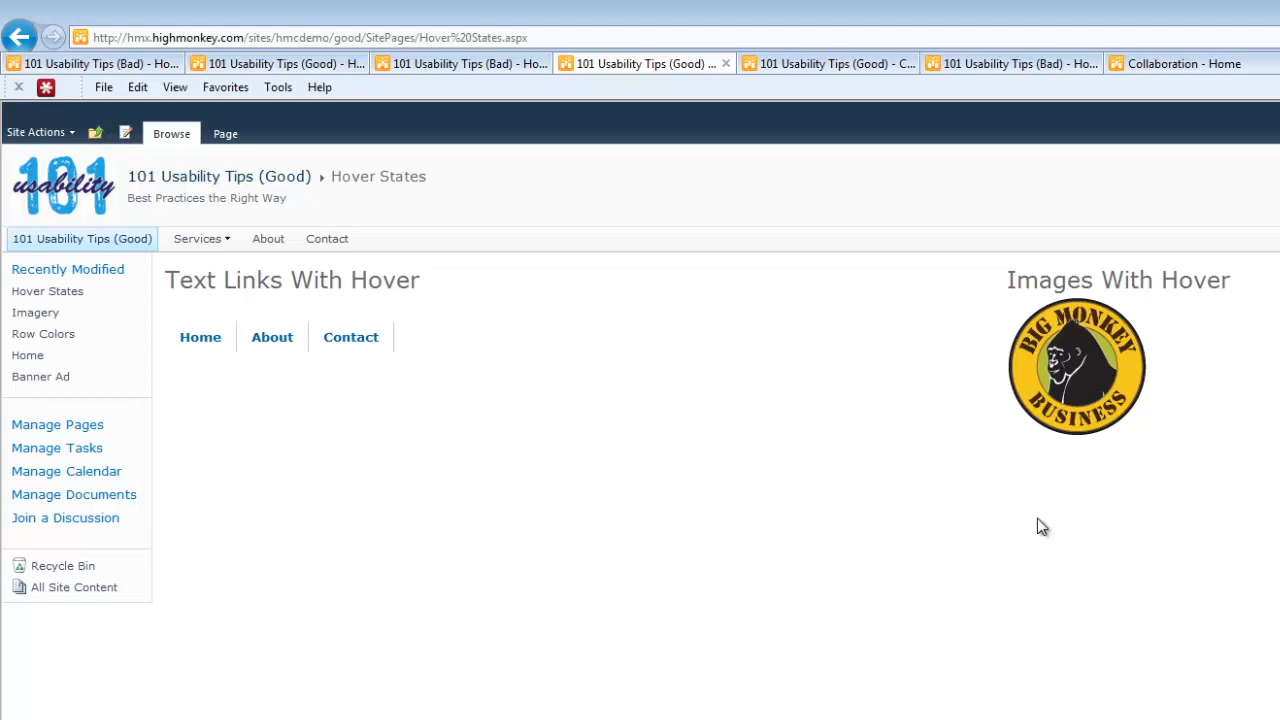 http://hmx.highmonkey.com/sites/hmcdemo/good/SitePages/Hover%20States.aspx
101 Usability Tips (Bad) - Ho... 101 Usability Tips (Good) - H... 101 Usability Tips (Bad) - Ho... 101 Usability Tips (Good) ... 101 Usability Tips (Good) - C... 101 Usability Tips (Bad) - Ho... Collaboration - Home
File Edit View Favorites Tools Help
Site Actions Browse Page
101 usability
101 Usability Tips (Good) Hover States
Best Practices the Right Way
101 Usability Tips (Good) Services About Contact
Recently Modified
Hover States
Imagery
Row Colors
Home
Banner Ad
Manage Pages
Manage Tasks
Manage Calendar
Manage Documents
Join a Discussion
Recycle Bin
All Site Content
Text Links With Hover
Home About Contact
Images With Hover
BIG MONKEY
BUSINESS